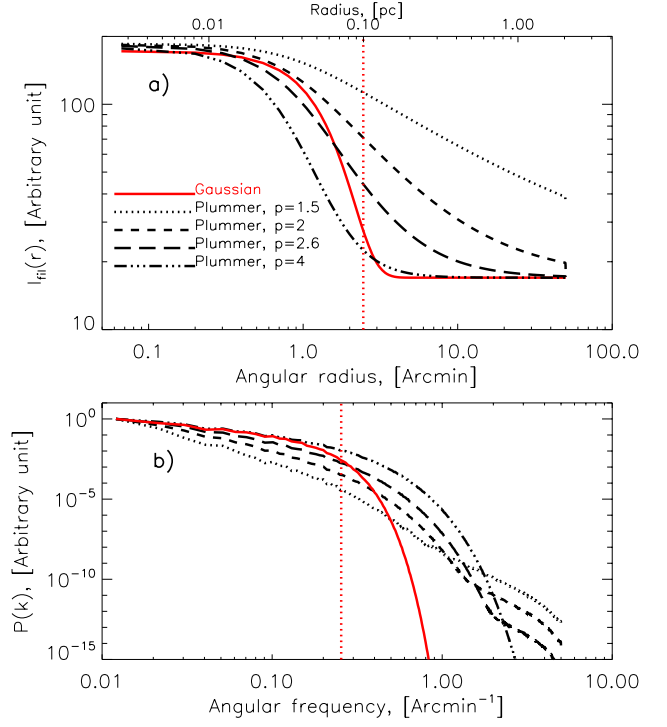 Radius, [pc]
0.01 0.10 1.00
a)
100
10
I_fil(r), [Arbitrary unit]
Gaussian
Plummer, p=1.5
Plummer, p=2
Plummer, p=2.6
Plummer, p=4
0.1 1.0 10.0 100.0
Angular radius, [Arcmin]
b)
10^0
10^-5
10^-10
10^-15
P(k), [Arbitrary unit]
0.01 0.10 1.00 10.00
Angular frequency, [Arcmin^-1]